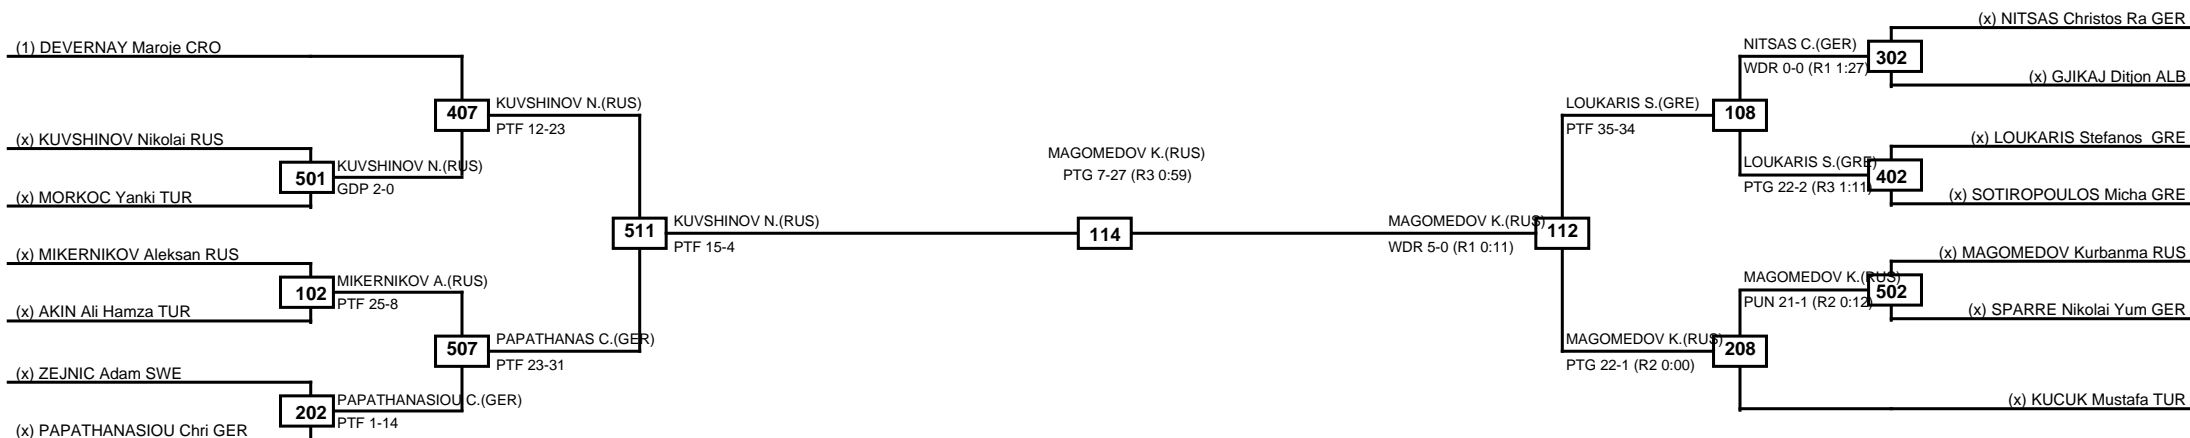 (1) DEVERNAY Maroje CRO
(x) KUVSHINOV Nikolai RUS
(x) MORKOC Yanki TUR
(x) MIKERNIKOV Aleksan RUS
(x) AKIN Ali Hamza TUR
(x) ZEJNIC Adam SWE
(x) PAPATHANASIOU Chri GER
501
KUVSHINOV N.(RUS)
GDP 2-0
102
MIKERNIKOV A.(RUS)
PTF 25-8
202
PAPATHANASIOU C.(GER)
PTF 1-14
407
KUVSHINOV N.(RUS)
PTF 12-23
507
PAPATHANAS C.(GER)
PTF 23-31
511
KUVSHINOV N.(RUS)
PTF 15-4
MAGOMEDOV K.(RUS)
PTG 7-27 (R3 0:59)
114
MAGOMEDOV K.(RUS)
WDR 5-0 (R1 0:11)
112
LOUKARIS S.(GRE)
PTF 35-34
108
MAGOMEDOV K.(RUS)
PTG 22-1 (R2 0:00)
208
NITSAS C.(GER)
WDR 0-0 (R1 1:27)
302
LOUKARIS S.(GRE)
PTG 22-2 (R3 1:11)
402
MAGOMEDOV K.(RUS)
PUN 21-1 (R2 0:12)
502
(x) NITSAS Christos Ra GER
(x) GJIKAJ Ditjon ALB
(x) LOUKARIS Stefanos GRE
(x) SOTIROPOULOS Micha GRE
(x) MAGOMEDOV Kurbanma RUS
(x) SPARRE Nikolai Yum GER
(x) KUCUK Mustafa TUR